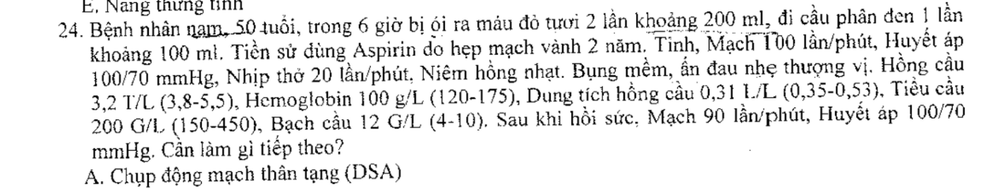 E. Nang thừng tinh
24. Bệnh nhân nam, 50 tuổi, trong 6 giờ bị ói ra máu đỏ tươi 2 lần khoảng 200 ml, đi cầu phân đen 1 lần
khoảng 100 ml. Tiền sử dùng Aspirin do hẹp mạch vành 2 năm. Tỉnh, Mạch 100 lần/phút, Huyết áp
100/70 mmHg, Nhịp thở 20 lần/phút, Niêm hồng nhạt. Bụng mềm, ấn đau nhẹ thượng vị. Hồng cầu
3,2 T/L (3,8-5,5), Hemoglobin 100 g/L (120-175), Dung tích hồng cầu 0,31 L/L (0,35-0,53), Tiểu cầu
200 G/L (150-450), Bạch cầu 12 G/L (4-10). Sau khi hồi sức, Mạch 90 lần/phút, Huyết áp 100/70
mmHg. Cần làm gì tiếp theo?
A. Chụp động mạch thân tạng (DSA)